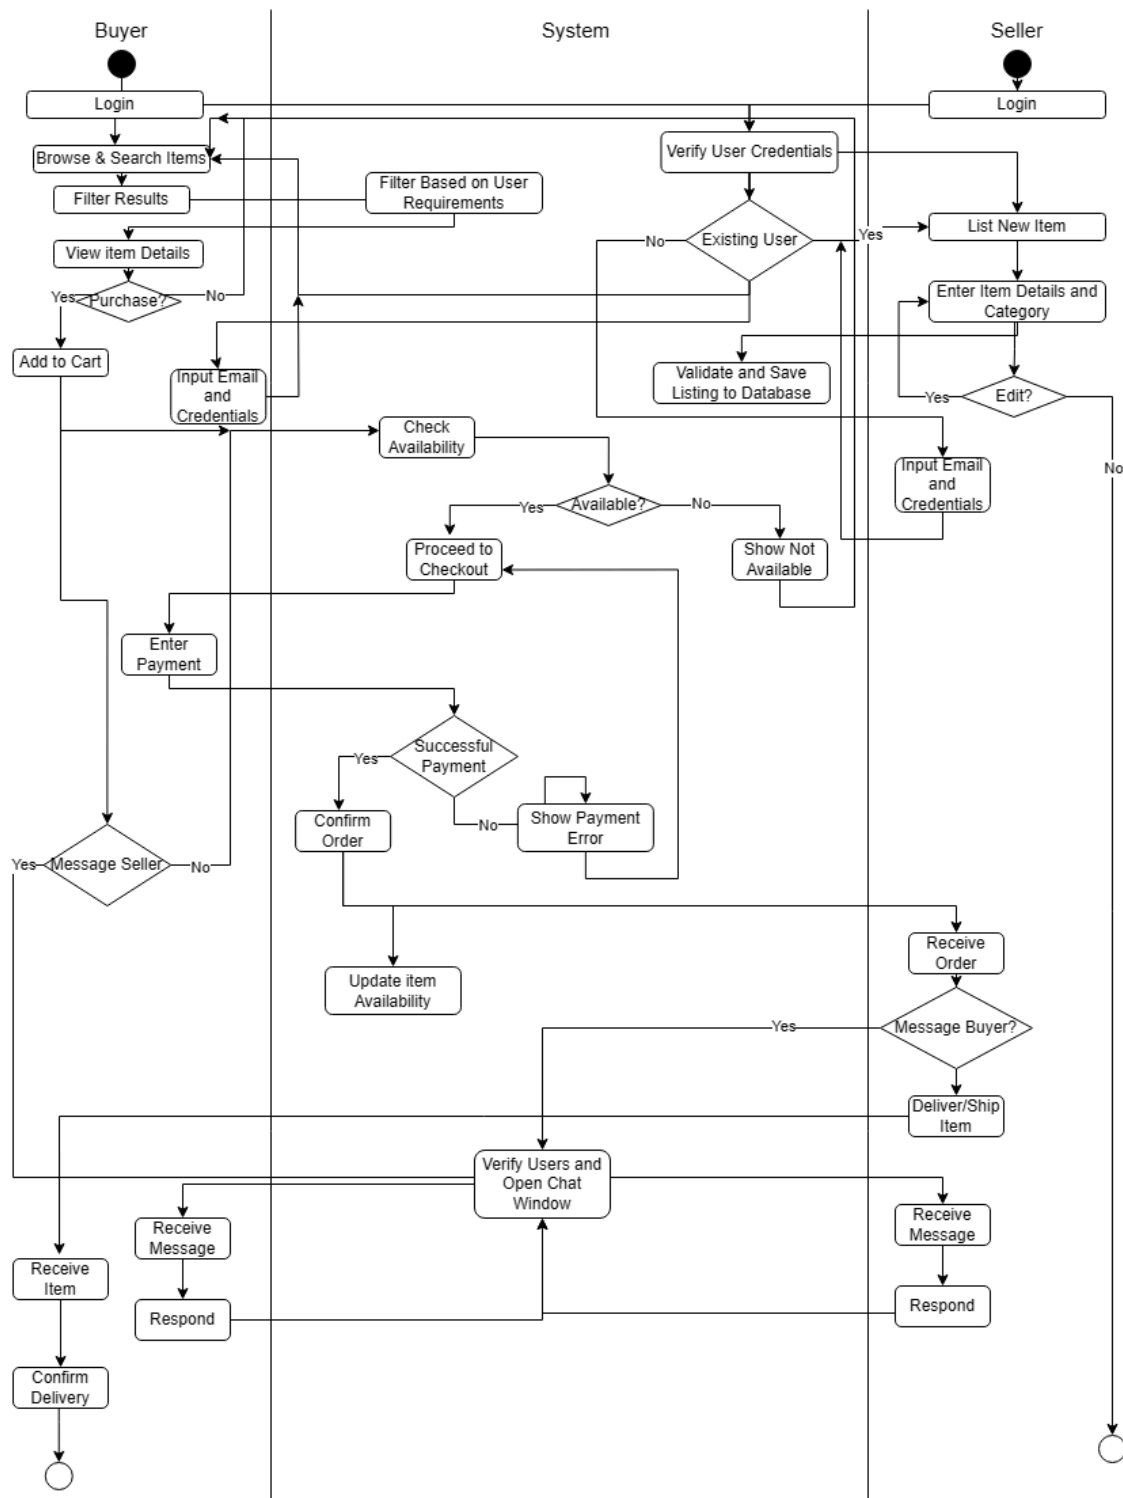 Buyer
System
Seller
Login
Login
Browse & Search Items
Verify User Credentials
Filter Results
Filter Based on User
Requirements
List New Item
Existing User
No
Yes
View item Details
Yes
Purchase?
No
Enter Item Details and
Category
Add to Cart
Input Email
and
Credentials
Validate and Save
Listing to Database
Yes
Edit?
No
Check
Availability
Input Email
and
Credentials
Yes
Available?
No
Proceed to
Checkout
Show Not
Available
Enter
Payment
Successful
Payment
Yes
No
Confirm
Order
Show Payment
Error
Yes
Message Seller
No
Receive
Order
Update item
Availability
Yes
Message Buyer?
Deliver/Ship
Item
Verify Users and
Open Chat
Window
Receive
Message
Receive
Message
Receive
Item
Respond
Respond
Confirm
Delivery